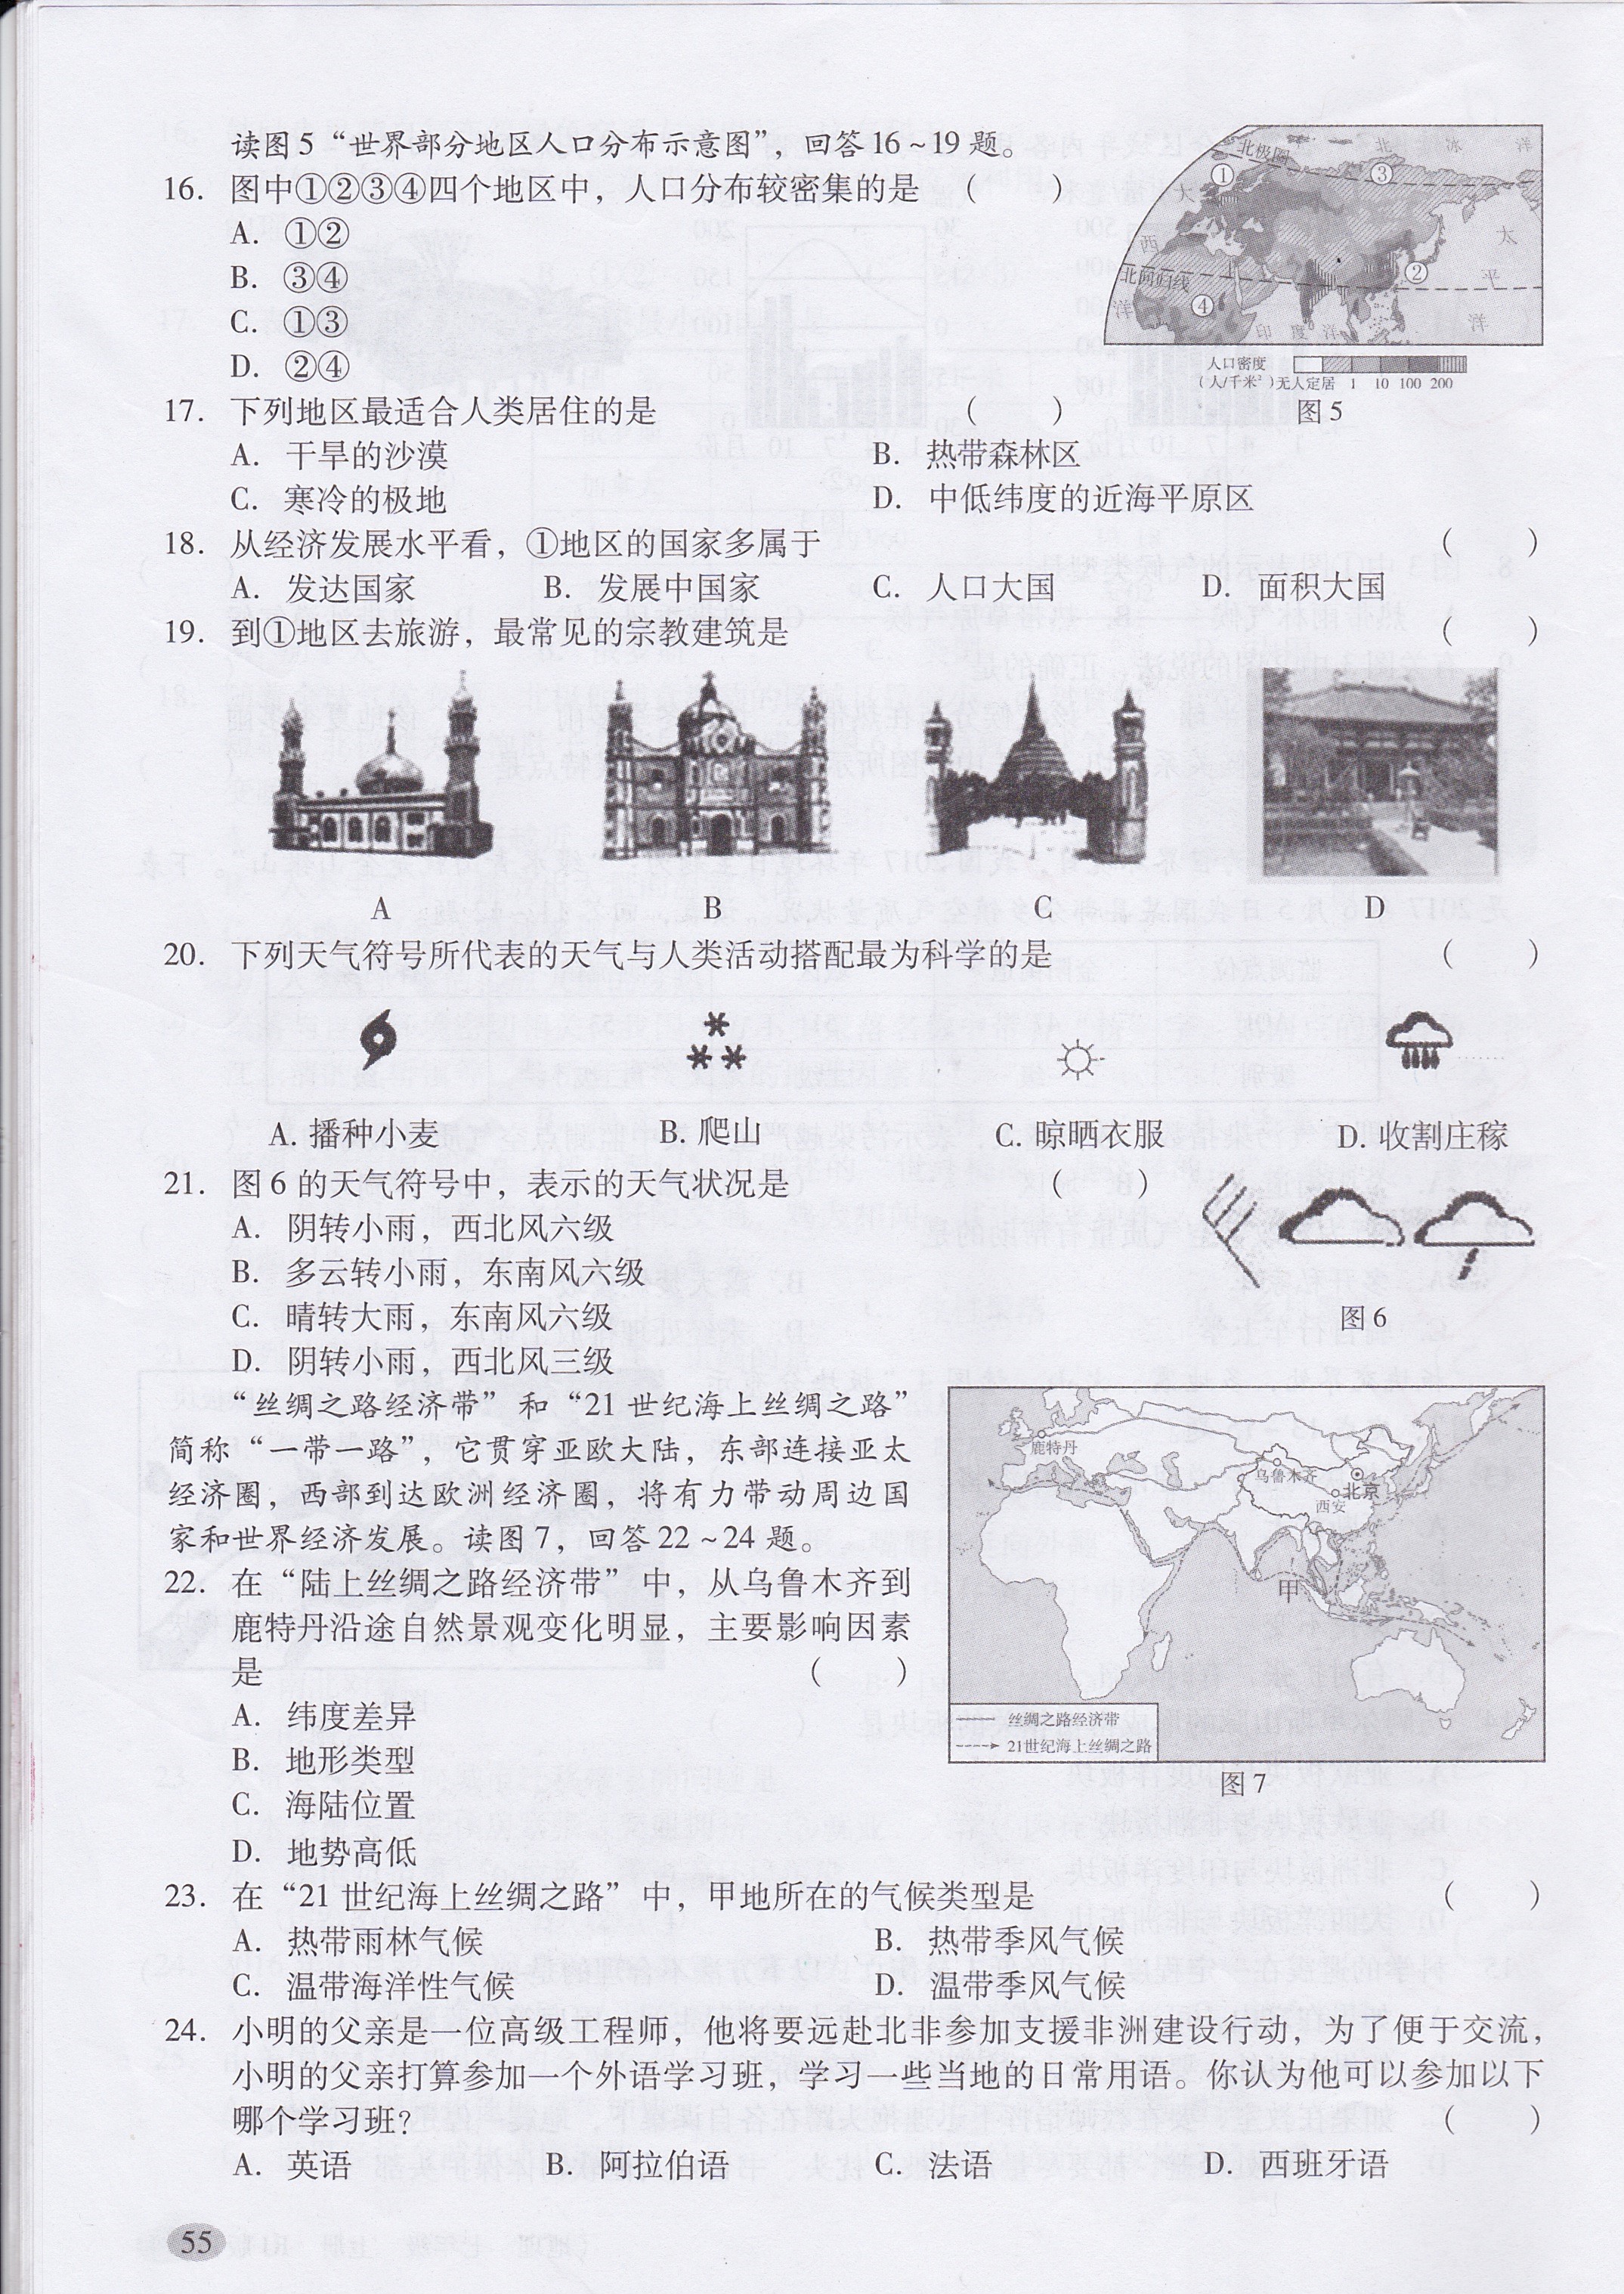 读图5“世界部分地区人口分布示意图”，回答16～19题。
16. 图中①②③④四个地区中，人口分布较密集的是 （ ）
A. ①②
B. ③④
C. ①③
D. ②④
北极圈
北 冰 洋
①
③
大
西
洋
太
平
洋
②
北回归线
④
印 度 洋
人口密度
（人/千米²）无人定居 1 10 100 200
图5
17. 下列地区最适合人类居住的是 （ ）
A. 干旱的沙漠 B. 热带森林区
C. 寒冷的极地 D. 中低纬度的近海平原区
18. 从经济发展水平看，①地区的国家多属于 （ ）
A. 发达国家 B. 发展中国家 C. 人口大国 D. 面积大国
19. 到①地区去旅游，最常见的宗教建筑是 （ ）
A B C D
20. 下列天气符号所代表的天气与人类活动搭配最为科学的是 （ ）
A. 播种小麦 B. 爬山 C. 晾晒衣服 D. 收割庄稼
21. 图6的天气符号中，表示的天气状况是 （ ）
A. 阴转小雨，西北风六级
B. 多云转小雨，东南风六级
C. 晴转大雨，东南风六级
D. 阴转小雨，西北风三级
图6
“丝绸之路经济带”和“21世纪海上丝绸之路”
简称“一带一路”，它贯穿亚欧大陆，东部连接亚太
经济圈，西部到达欧洲经济圈，将有力带动周边国
家和世界经济发展。读图7，回答22～24题。
22. 在“陆上丝绸之路经济带”中，从乌鲁木齐到
鹿特丹沿途自然景观变化明显，主要影响因素
是 （ ）
A. 纬度差异
B. 地形类型
C. 海陆位置
D. 地势高低
鹿特丹
乌鲁木齐
北京
西安
甲
丝绸之路经济带
21世纪海上丝绸之路
图7
23. 在“21世纪海上丝绸之路”中，甲地所在的气候类型是 （ ）
A. 热带雨林气候 B. 热带季风气候
C. 温带海洋性气候 D. 温带季风气候
24. 小明的父亲是一位高级工程师，他将要远赴北非参加支援非洲建设行动，为了便于交流，
小明的父亲打算参加一个外语学习班，学习一些当地的日常用语。你认为他可以参加以下
哪个学习班？ （ ）
A. 英语 B. 阿拉伯语 C. 法语 D. 西班牙语
55